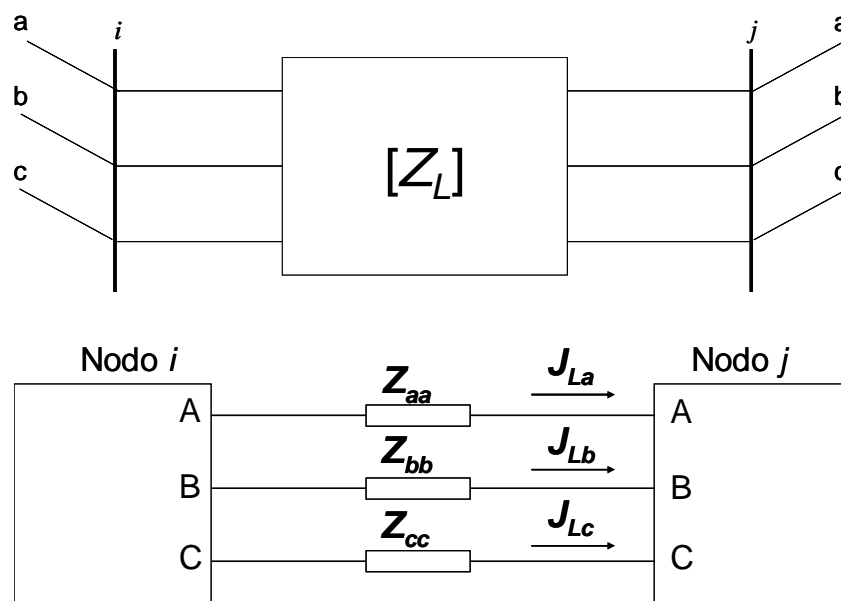 a i j a
b b
c [Z_L] c
Nodo i Nodo j
Z_aa J_La
A A
Z_bb J_Lb
B B
Z_cc J_Lc
C C